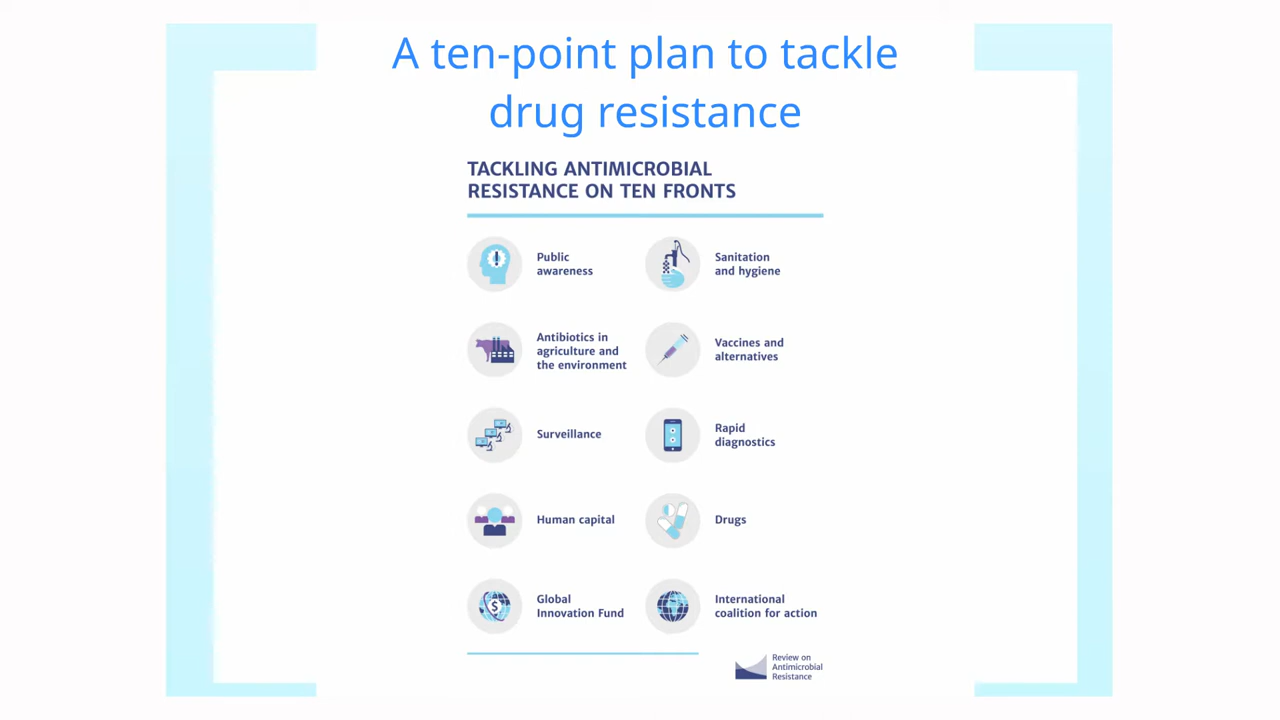 A ten-point plan to tackle
drug resistance
TACKLING ANTIMICROBIAL
RESISTANCE ON TEN FRONTS
Public
awareness
Sanitation
and hygiene
Antibiotics in
agriculture and
the environment
Vaccines and
alternatives
Surveillance
Rapid
diagnostics
Human capital
Drugs
Global
Innovation Fund
International
coalition for action
Review on
Antimicrobial
Resistance